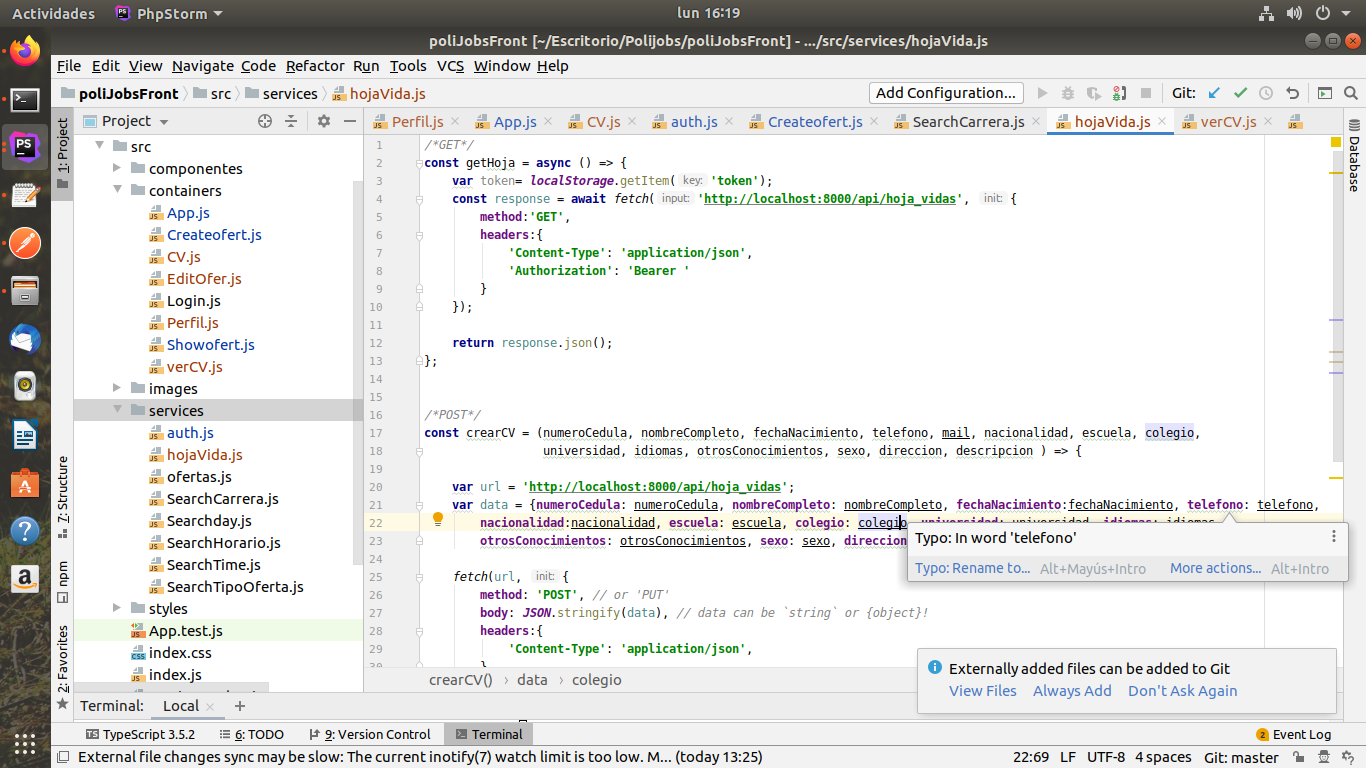 Actividades PhpStorm lun 16:19
poliJobsFront [~/Escritorio/Polijobs/poliJobsFront] - .../src/services/hojaVida.js
File Edit View Navigate Code Refactor Run Tools VCS Window Help
poliJobsFront src services hojaVida.js Add Configuration... Git:
Project Perfil.js App.js CV.js auth.js Createofert.js SearchCarrera.js hojaVida.js verCV.js
1: Project
7: Structure
npm
2: Favorites
src
componentes
containers
App.js
Createofert.js
CV.js
EditOfer.js
Login.js
Perfil.js
Showofert.js
verCV.js
images
services
auth.js
hojaVida.js
ofertas.js
SearchCarrera.js
Searchday.js
SearchHorario.js
SearchTime.js
SearchTipoOferta.js
styles
App.test.js
index.css
index.js
1 /*GET*/
2 const getHoja = async () => {
3 var token= localStorage.getItem( key: 'token');
4 const response = await fetch( input: 'http://localhost:8000/api/hoja_vidas', init: {
5 method:'GET',
6 headers:{
7 'Content-Type': 'application/json',
8 'Authorization': 'Bearer '
9 }
10 });
11
12 return response.json();
13 };
14
15
16 /*POST*/
17 const crearCV = (numeroCedula, nombreCompleto, fechaNacimiento, telefono, mail, nacionalidad, escuela, colegio,
18 universidad, idiomas, otrosConocimientos, sexo, direccion, descripcion ) => {
19
20 var url = 'http://localhost:8000/api/hoja_vidas';
21 var data = {numeroCedula: numeroCedula, nombreCompleto: nombreCompleto, fechaNacimiento:fechaNacimiento, telefono: telefono,
22 nacionalidad:nacionalidad, escuela: escuela, colegio: colegio, universidad: universidad, idiomas: idiomas,
23 otrosConocimientos: otrosConocimientos, sexo: sexo, direccion
24
25 fetch(url, init: {
26 method: 'POST', // or 'PUT'
27 body: JSON.stringify(data), // data can be `string` or {object}!
28 headers:{
29 'Content-Type': 'application/json',
30 }
Database
Typo: In word 'telefono'
Typo: Rename to... Alt+Mayús+Intro More actions... Alt+Intro
crearCV() data colegio
Externally added files can be added to Git
View Files Always Add Don't Ask Again
Terminal: Local
TypeScript 3.5.2 6: TODO 9: Version Control Terminal 2 Event Log
External file changes sync may be slow: The current inotify(7) watch limit is too low. M... (today 13:25) 22:69 LF UTF-8 4 spaces Git: master